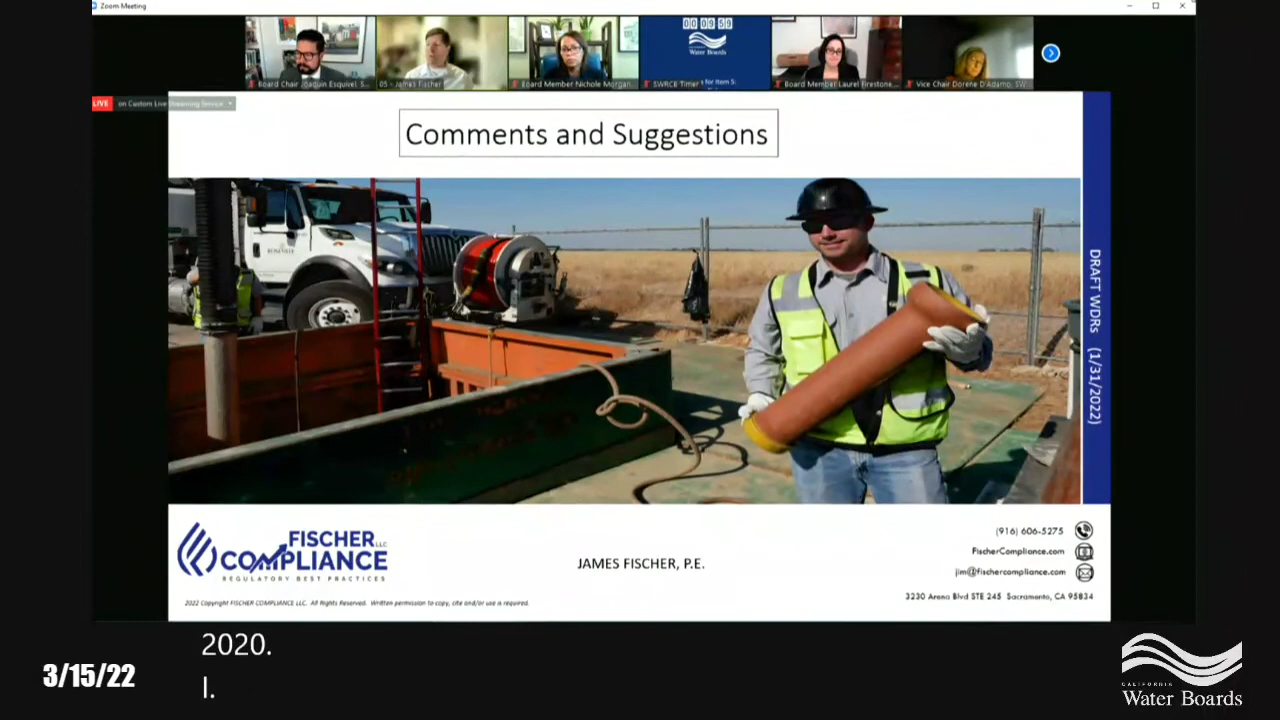 Zoom Meeting
00:09:59
Water Boards
Board Chair Joaquin Esquivel, S...
05 - James Fischer
Board Member Nichole Morgan...
SWRCB Timer
t for Item 5:
Board Member Laurel Firestone...
Vice Chair Dorene D'Adamo, SW...
LIVE
on Custom Live Streaming Service
Comments and Suggestions
DRAFT WDRs (1/31/2022)
FISCHER LLC
COMPLIANCE
REGULATORY BEST PRACTICES
JAMES FISCHER, P.E.
(916) 606-5275
FischerCompliance.com
jim@fischercompliance.com
3230 Arena Blvd STE 245 Sacramento, CA 95834
2022 Copyright FISCHER COMPLIANCE LLC. All Rights Reserved. Written permission to copy, cite and/or use is required.
2020.
I.
3/15/22
CALIFORNIA
Water Boards